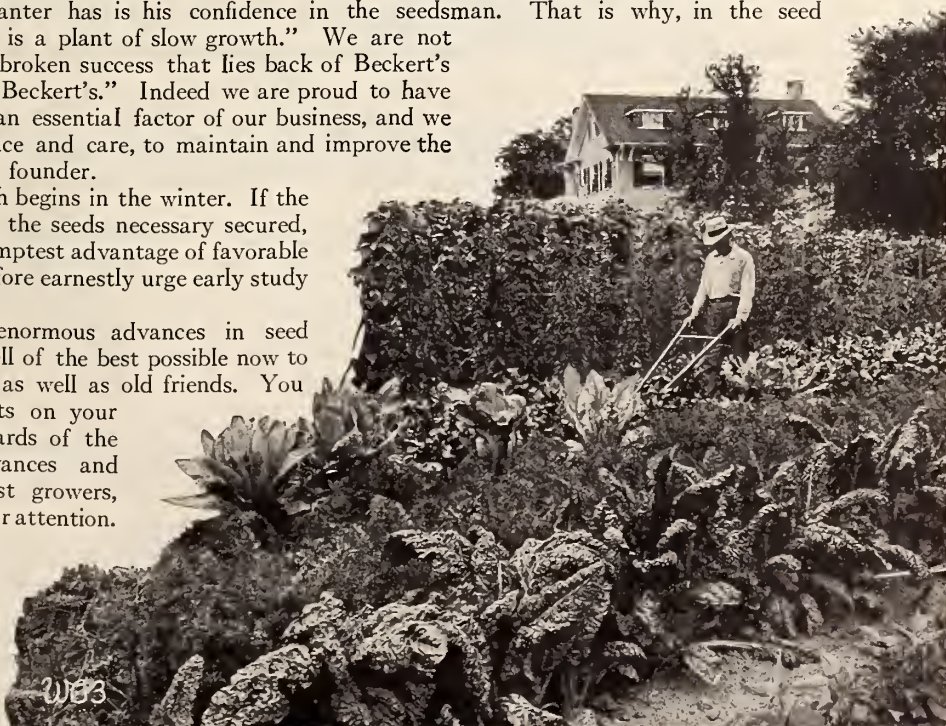 anter has is his confidence in the seedsman. That is why, in the seed
is a plant of slow growth.” We are not
broken success that lies back of Beckert's
Beckert's.” Indeed we are proud to have
an essential factor of our business, and we
ce and care, to maintain and improve the
founder.
h begins in the winter. If the
the seeds necessary secured,
mptest advantage of favorable
fore earnestly urge early study
enormous advances in seed
ll of the best possible now to
as well as old friends. You
ts on your
ards of the
vances and
st growers,
r attention.
W63